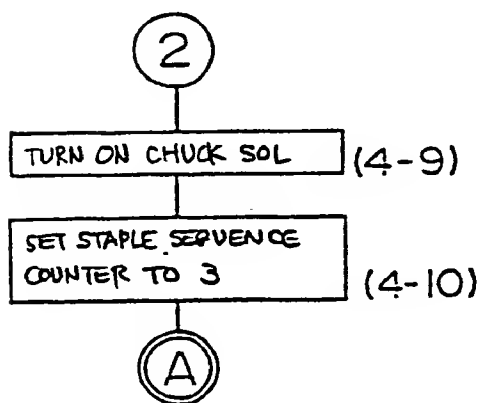 2
TURN ON CHUCK SOL (4-9)
SET STAPLE SEQUENCE
COUNTER TO 3 (4-10)
A